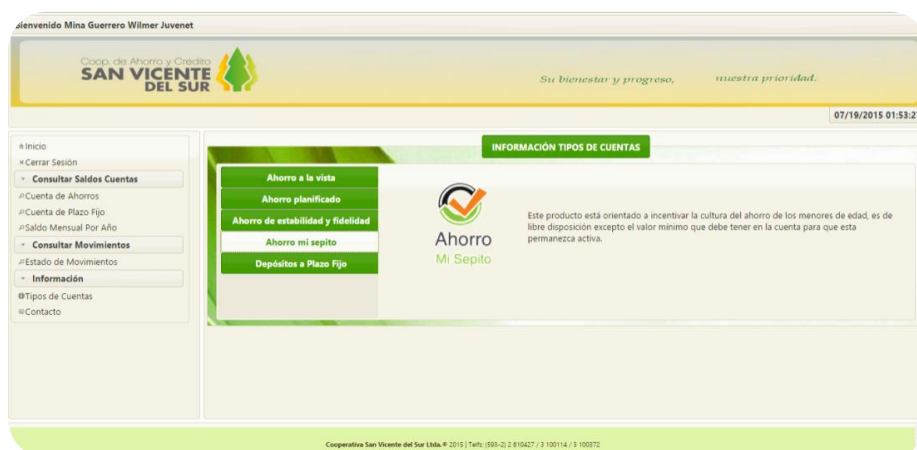 Bienvenido Mina Guerrero Wilmer Juvenet
Coop. de Ahorro y Crédito
SAN VICENTE
DEL SUR
Su bienestar y progreso, nuestra prioridad.
07/19/2015 01:53:27
Inicio
Cerrar Sesión
Consultar Saldos Cuentas
Cuenta de Ahorros
Cuenta de Plazo Fijo
Saldo Mensual Por Año
Consultar Movimientos
Estado de Movimientos
Información
Tipos de Cuentas
Contacto
INFORMACIÓN TIPOS DE CUENTAS
Ahorro a la vista
Ahorro planificado
Ahorro de estabilidad y fidelidad
Ahorro mi sepito
Depósitos a Plazo Fijo
Ahorro
Mi Sepito
Este producto está orientado a incentivar la cultura del ahorro de los menores de edad, es de
libre disposición excepto el valor mínimo que debe tener en la cuenta para que esta
permanezca activa.
Cooperativa San Vicente del Sur Ltda.® 2015 | Telfs: (593-2) 2 610427 / 3 100114 / 3 100372